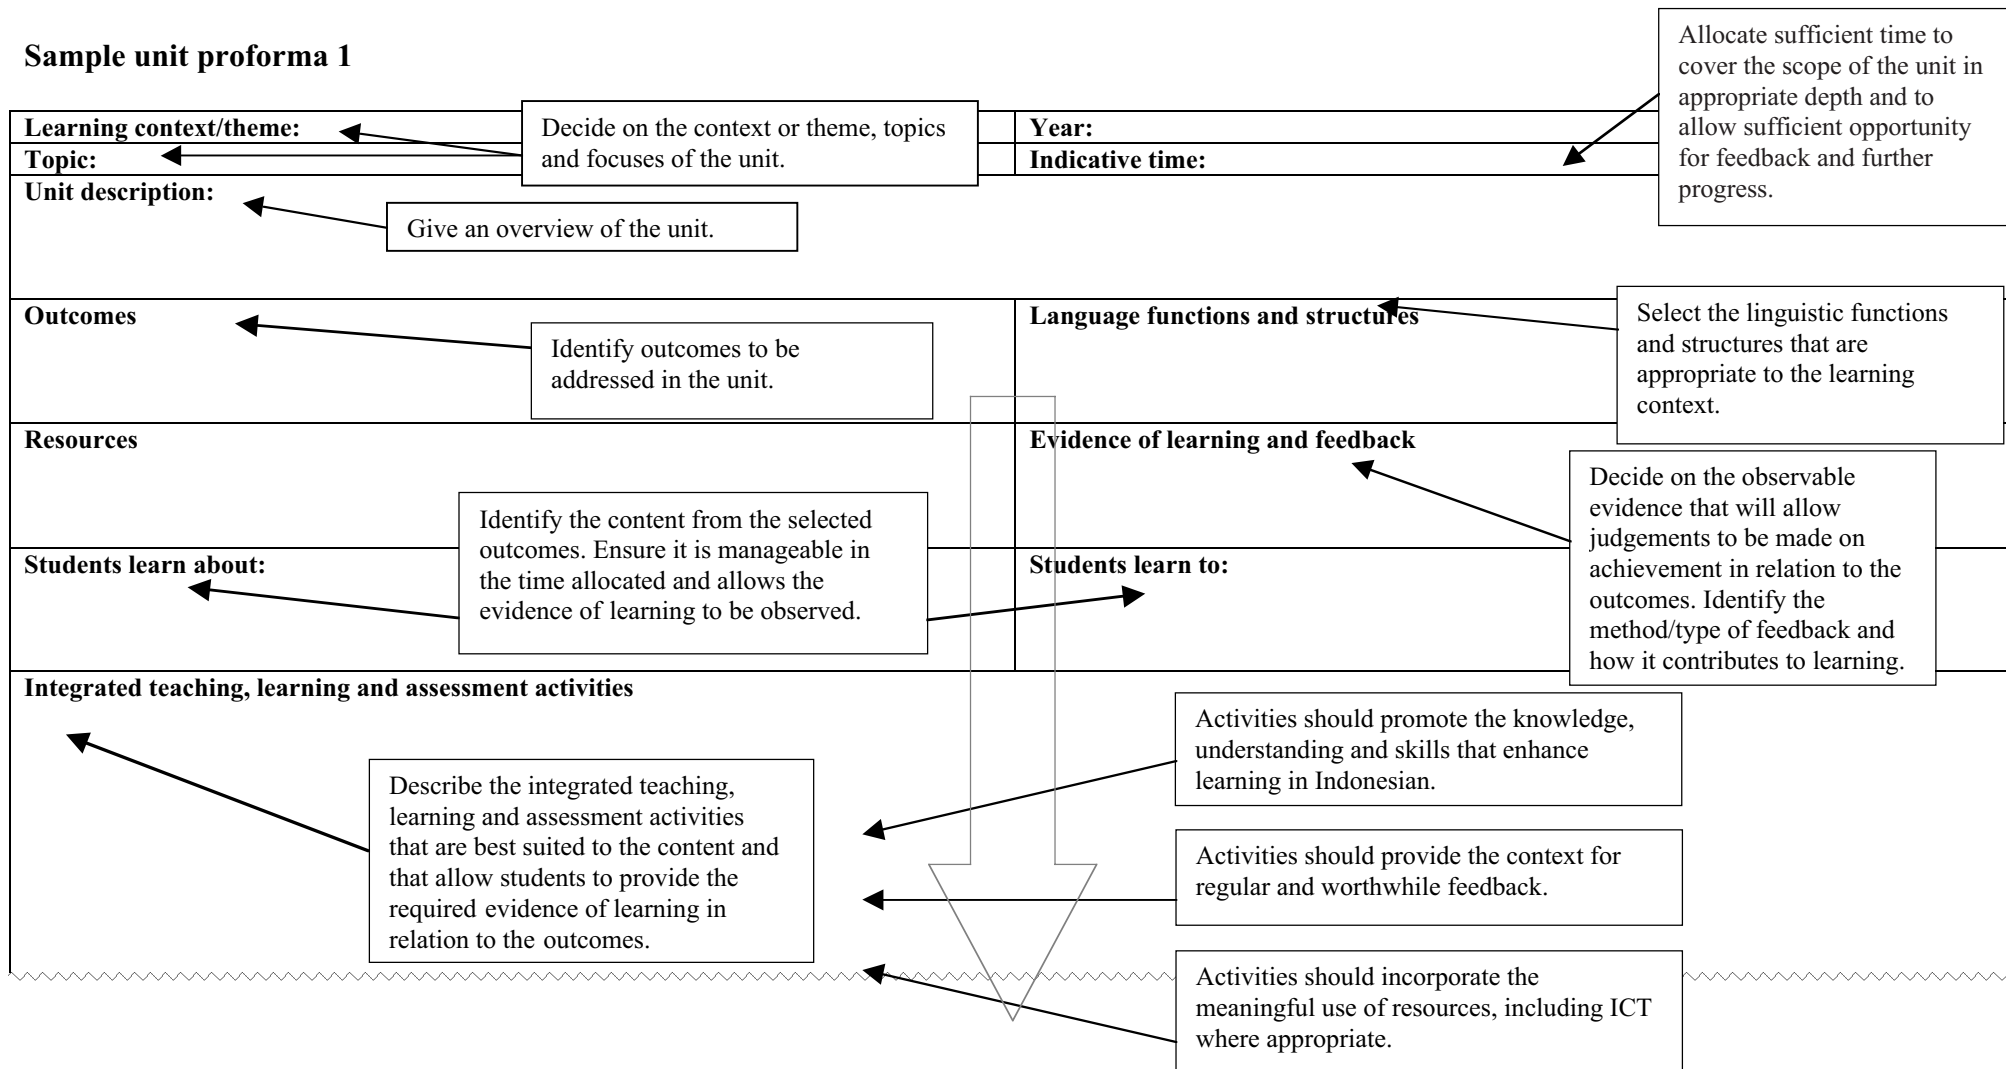 Sample unit proforma 1
Allocate sufficient time to
cover the scope of the unit in
appropriate depth and to
allow sufficient opportunity
for feedback and further
progress.
Learning context/theme:
Decide on the context or theme, topics
and focuses of the unit.
Year:
Topic:
Indicative time:
Unit description:
Give an overview of the unit.
Outcomes
Identify outcomes to be
addressed in the unit.
Language functions and structures
Select the linguistic functions
and structures that are
appropriate to the learning
context.
Resources
Evidence of learning and feedback
Decide on the observable
evidence that will allow
judgements to be made on
achievement in relation to the
outcomes. Identify the
method/type of feedback and
how it contributes to learning.
Identify the content from the selected
outcomes. Ensure it is manageable in
the time allocated and allows the
evidence of learning to be observed.
Students learn about:
Students learn to:
Integrated teaching, learning and assessment activities
Describe the integrated teaching,
learning and assessment activities
that are best suited to the content and
that allow students to provide the
required evidence of learning in
relation to the outcomes.
Activities should promote the knowledge,
understanding and skills that enhance
learning in Indonesian.
Activities should provide the context for
regular and worthwhile feedback.
Activities should incorporate the
meaningful use of resources, including ICT
where appropriate.